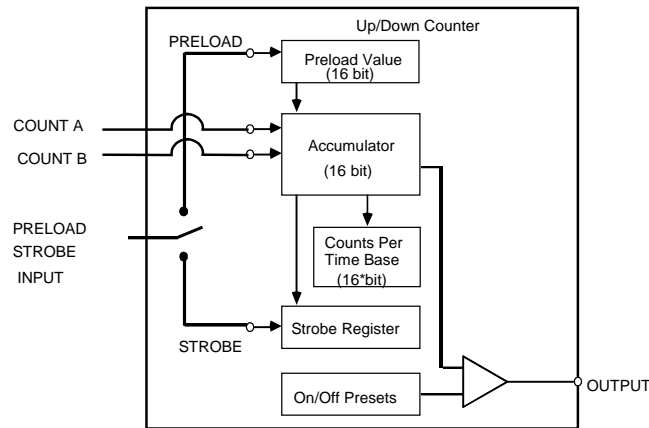 Up/Down Counter
PRELOAD
Preload Value
(16 bit)
COUNT A
COUNT B
Accumulator
(16 bit)
PRELOAD
STROBE
INPUT
Counts Per
Time Base
(16*bit)
Strobe Register
STROBE
On/Off Presets
OUTPUT